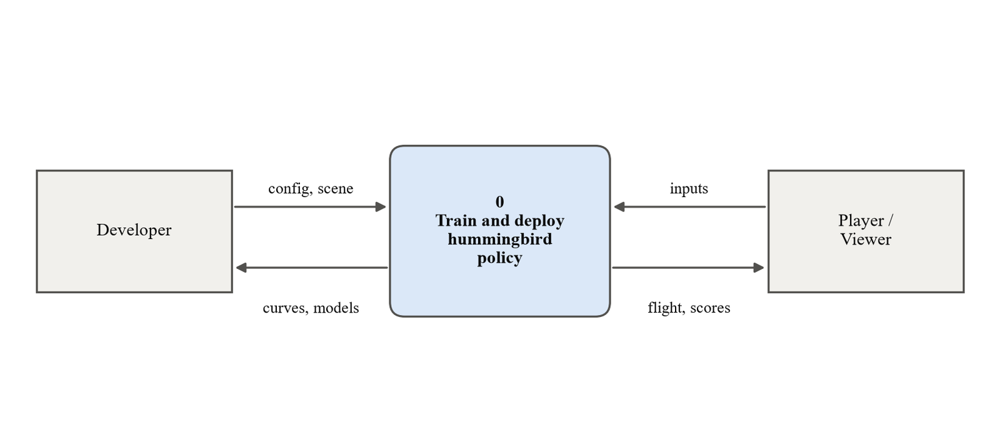 Developer
config, scene
curves, models
0
Train and deploy
hummingbird
policy
inputs
flight, scores
Player /
Viewer